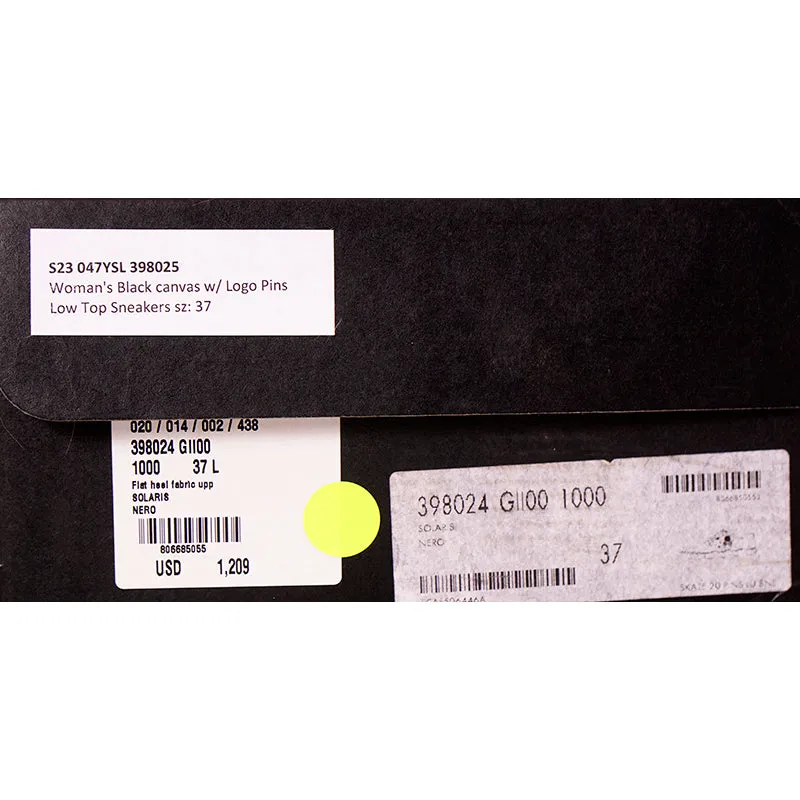 S23 047YSL 398025
Woman's Black canvas w/ Logo Pins
Low Top Sneakers sz: 37
020 / 014 / 002 / 438
398024 GII00
1000 37 L
Flat heel fabric upp
SOLARIS
NERO
806685055
USD 1,209
398024 GII00 1000
SOLARIS
NERO
37